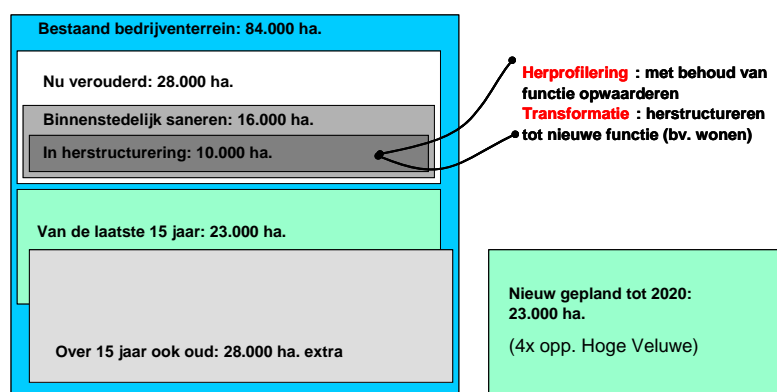 Bestaand bedrijventerrein: 84.000 ha.
Nu verouderd: 28.000 ha.
Binnenstedelijk saneren: 16.000 ha.
In herstructurering: 10.000 ha.
Herprofilering : met behoud van
functie opwaarderen
Transformatie : herstructureren
tot nieuwe functie (bv. wonen)
Van de laatste 15 jaar: 23.000 ha.
Over 15 jaar ook oud: 28.000 ha. extra
Nieuw gepland tot 2020:
23.000 ha.
(4x opp. Hoge Veluwe)